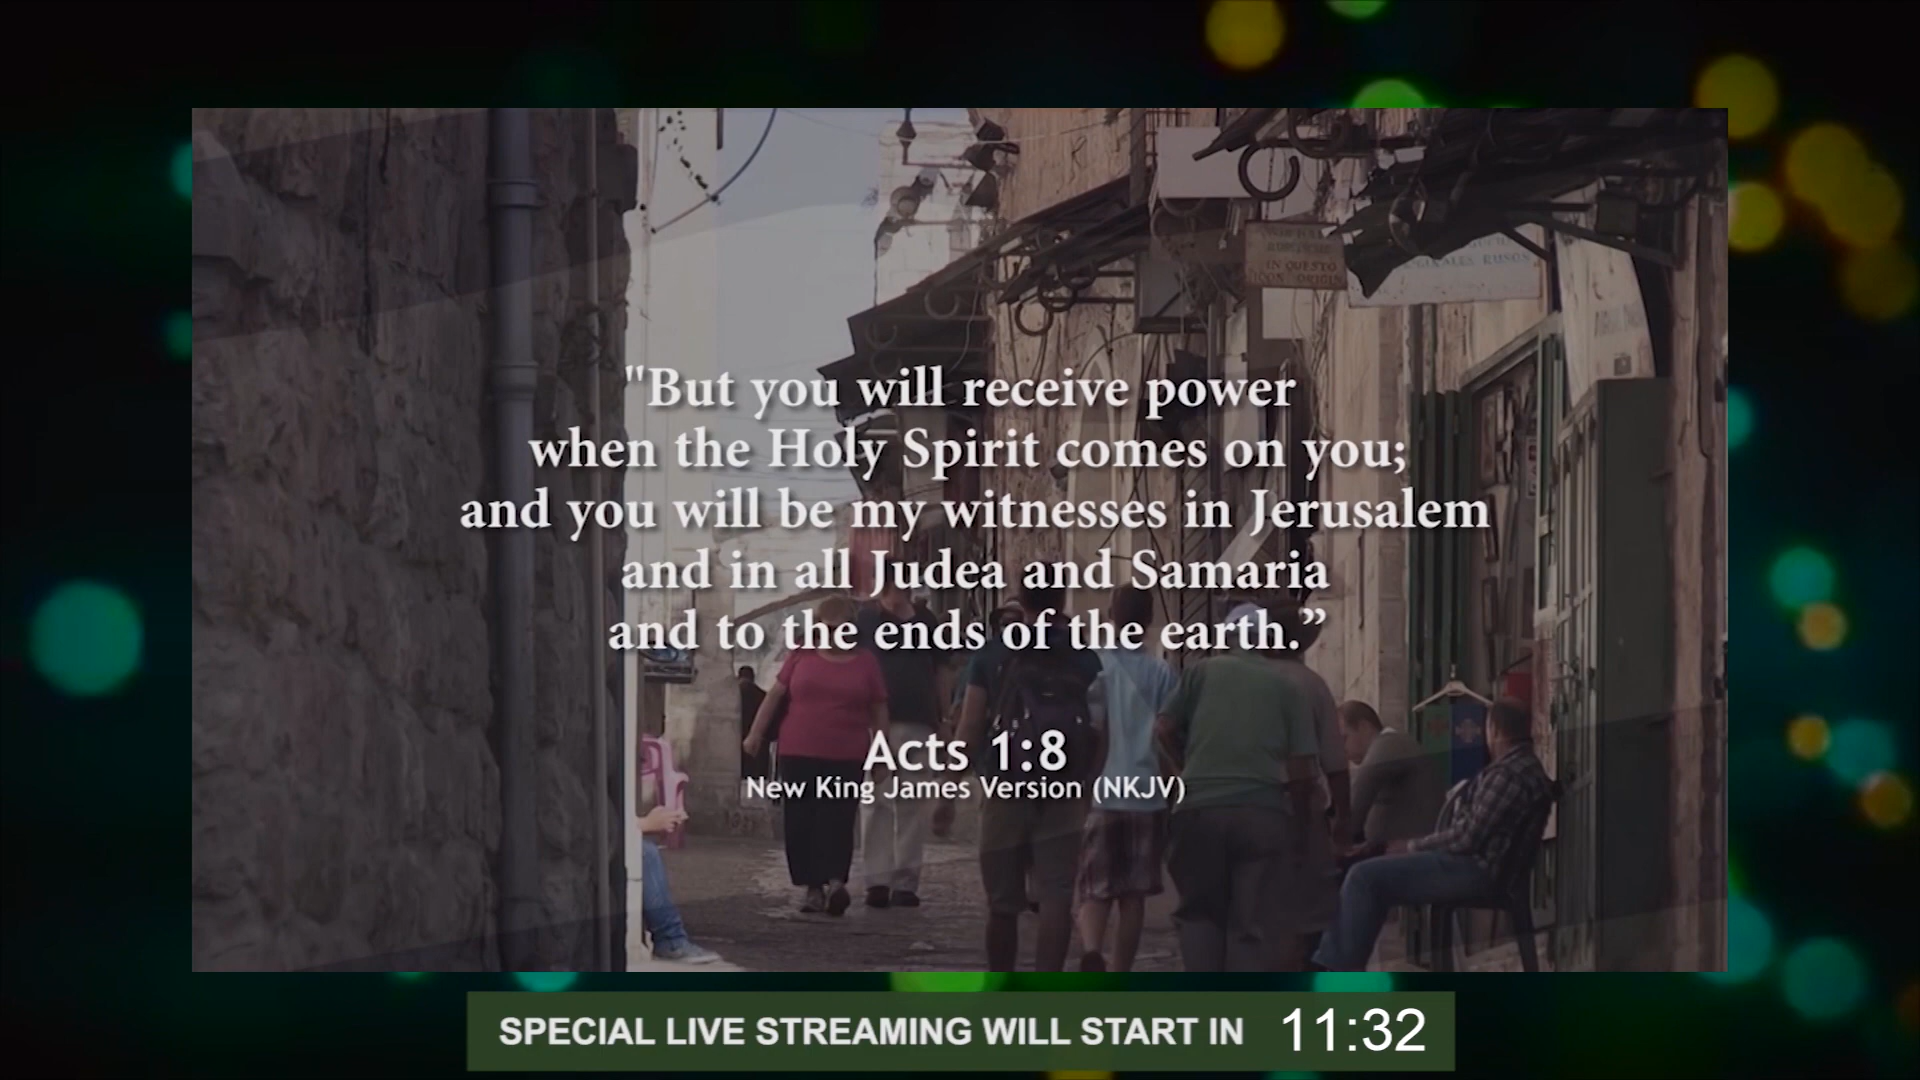 IN QUESTO
"But you will receive power
when the Holy Spirit comes on you;
and you will be my witnesses in Jerusalem
and in all Judea and Samaria
and to the ends of the earth.”
Acts 1:8
New King James Version (NKJV)
SPECIAL LIVE STREAMING WILL START IN 11:32